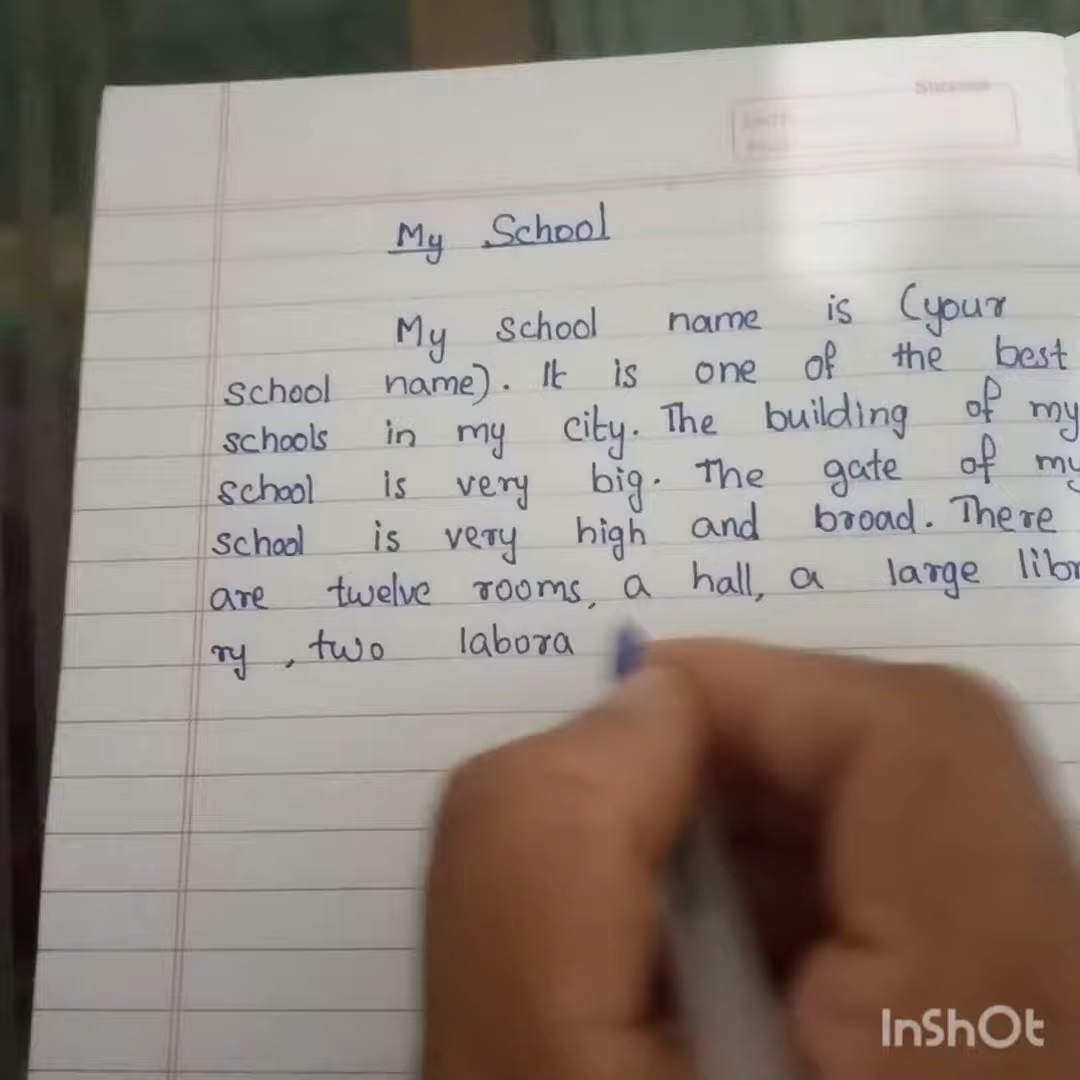 Success
My School
My school name is (your
school name). It is one of the best
schools in my city. The building of my
school is very big. The gate of my
school is very high and broad. There
are twelve rooms, a hall, a large libr
ry , two labora
InShOt